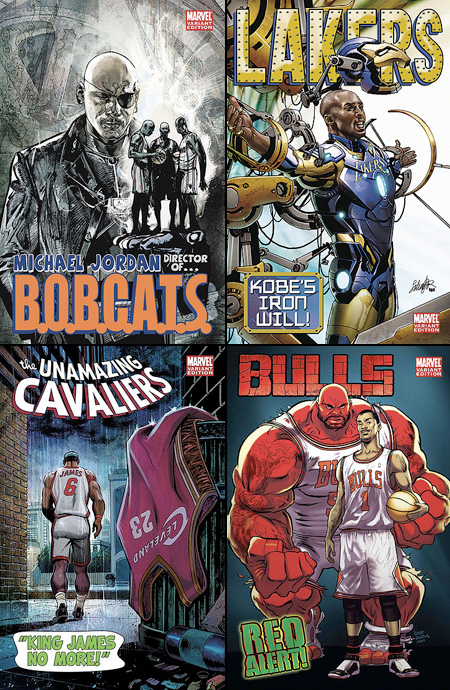 MARVEL
VARIANT
EDITION
MICHAEL JORDAN
DIRECTOR
OF...
B.O.B.C.A.T.S.
LAKERS
MARVEL
VARIANT
EDITION
LAKERS
KOBE'S
IRON
WILL!
the UNAMAZING
CAVALIERS
MARVEL
VARIANT
EDITION
JAMES
6
CLEVELAND
23
"KING JAMES
NO MORE!"
BULLS
MARVEL
VARIANT
EDITION
BULLS
1
RED
ALERT!